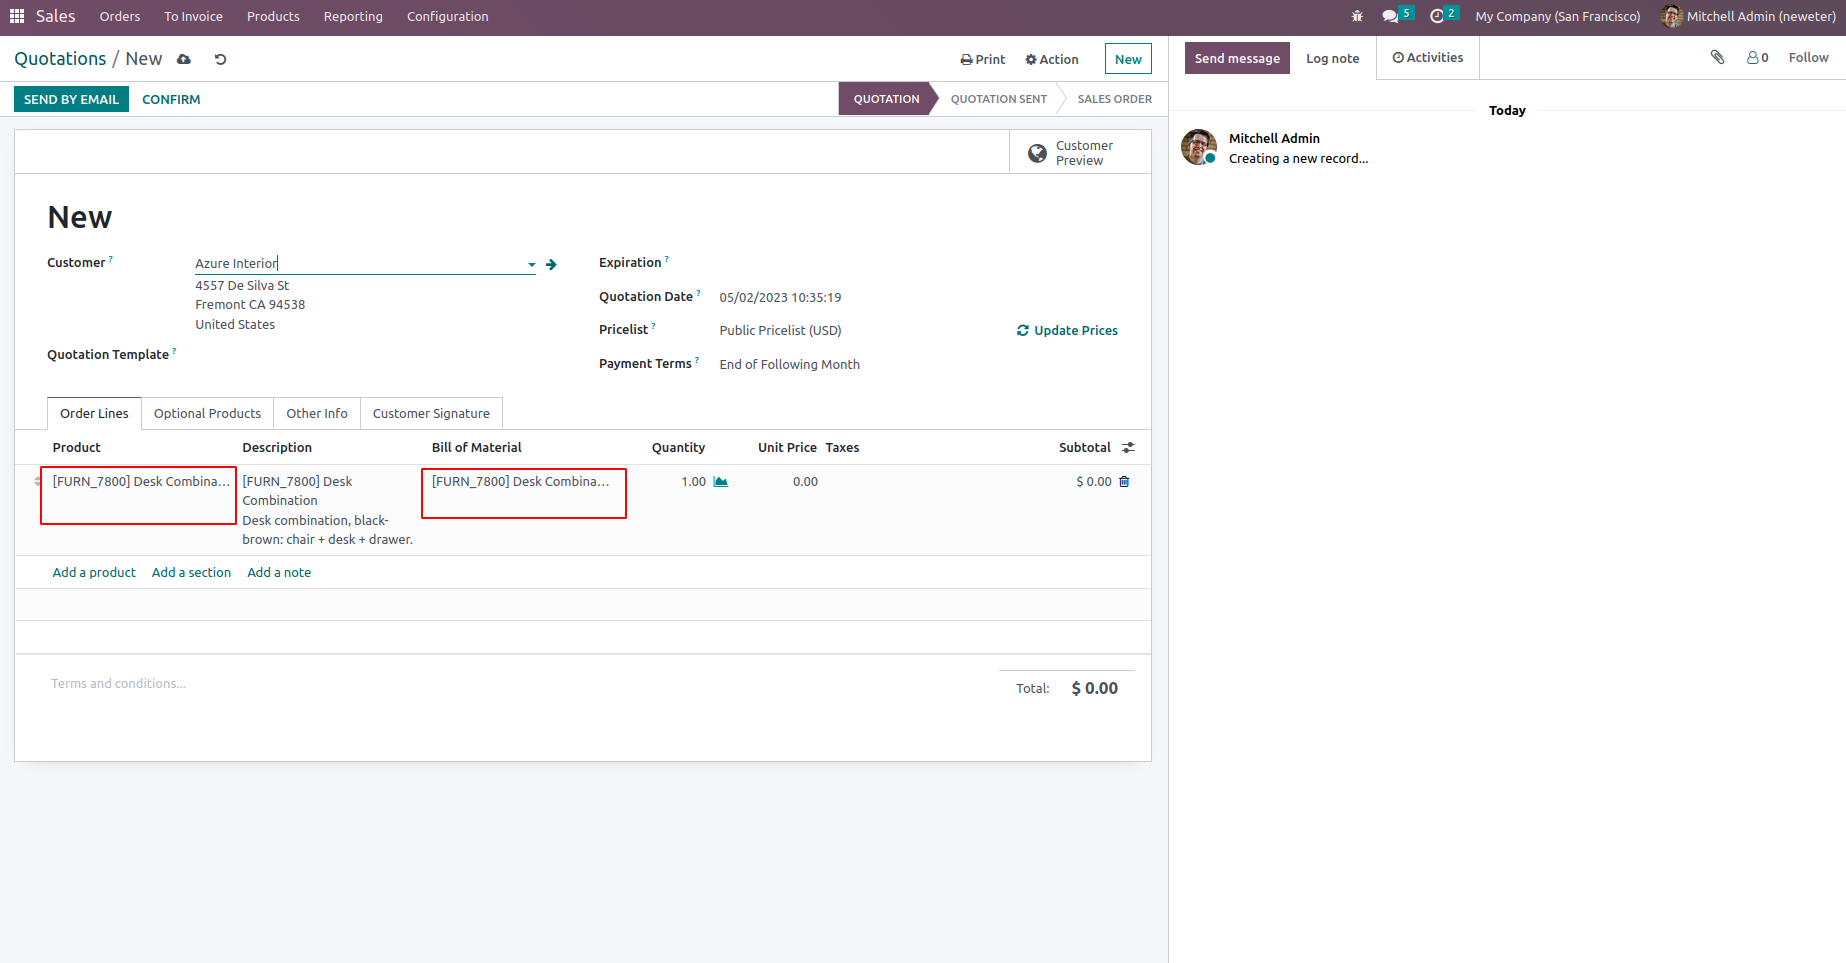 Sales Orders To Invoice Products Reporting Configuration 5 2 My Company (San Francisco) Mitchell Admin (neweter)
Quotations / New Print Action New
SEND BY EMAIL CONFIRM QUOTATION QUOTATION SENT SALES ORDER
Customer
Preview
New
Customer ? Azure Interior
4557 De Silva St
Fremont CA 94538
United States
Quotation Template ?
Expiration ?
Quotation Date ? 05/02/2023 10:35:19
Pricelist ? Public Pricelist (USD) Update Prices
Payment Terms ? End of Following Month
Order Lines Optional Products Other Info Customer Signature
Product Description Bill of Material Quantity Unit Price Taxes Subtotal
[FURN_7800] Desk Combina... [FURN_7800] Desk [FURN_7800] Desk Combina... 1.00 0.00 $ 0.00
Combination
Desk combination, black-
brown: chair + desk + drawer.
Add a product Add a section Add a note
Terms and conditions...
Total: $ 0.00
Send message Log note Activities 0 Follow
Today
Mitchell Admin
Creating a new record...